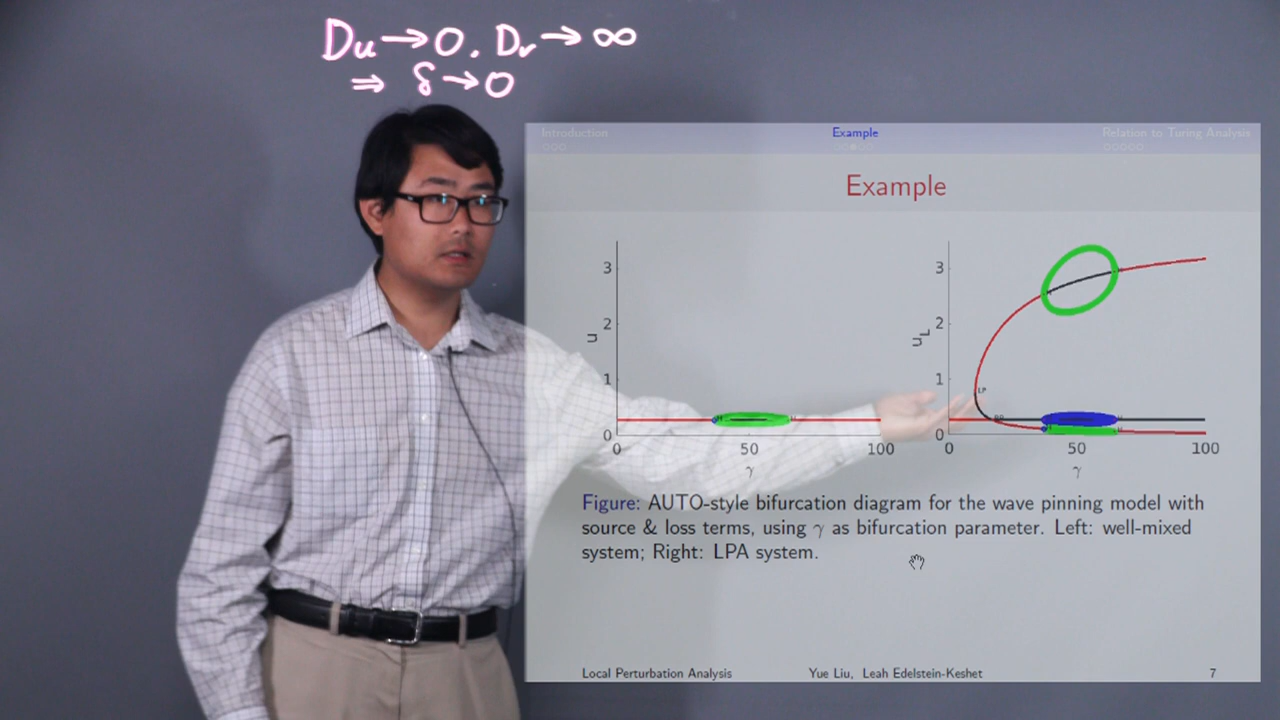 Du→0. Dv→∞
⇒ δ→0
Introduction Example Relation to Turing Analysis
Example
3 2 1 0
u
0 50 100
γ
3 2 1 0
u_L
LP
0 50 100
γ
Figure: AUTO-style bifurcation diagram for the wave pinning model with
source & loss terms, using γ as bifurcation parameter. Left: well-mixed
system; Right: LPA system.
Local Perturbation Analysis Yue Liu, Leah Edelstein-Keshet 7